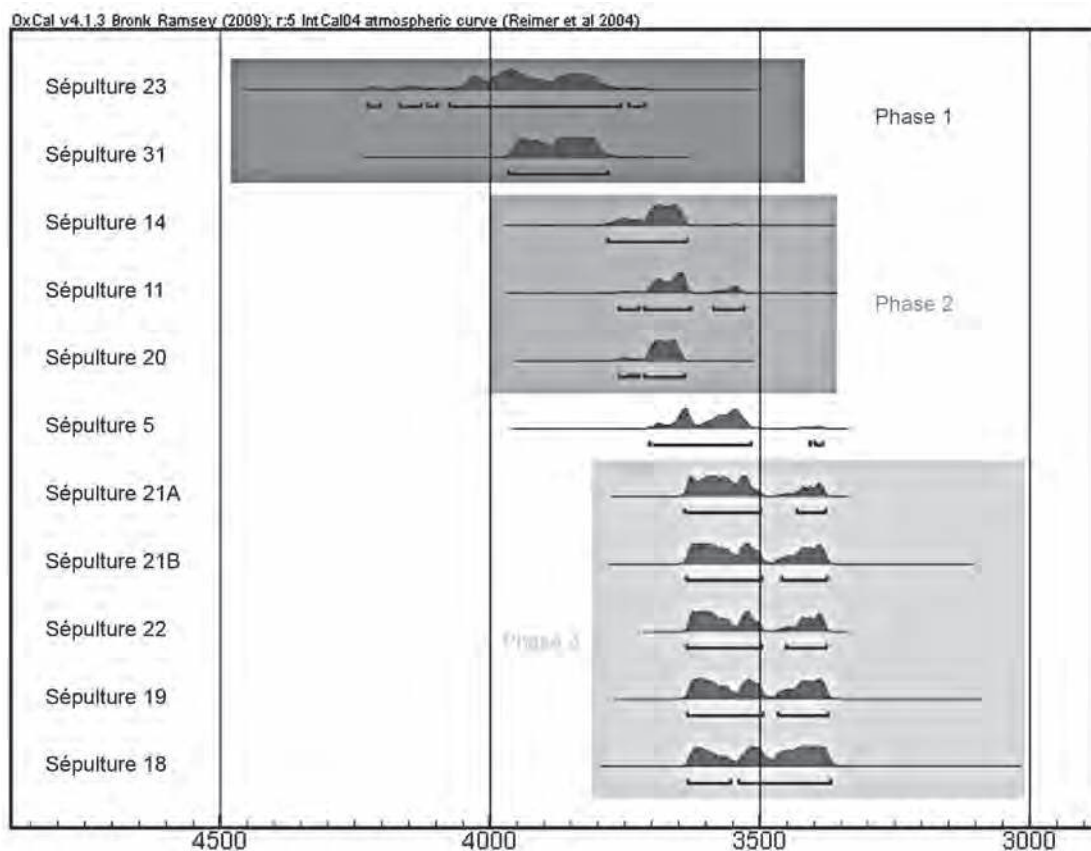 OxCal v4.1.3 Bronk Ramsey (2009); r:5 IntCal04 atmospheric curve (Reimer et al 2004)
Sépulture 23
Phase 1
Sépulture 31
Sépulture 14
Sépulture 11
Phase 2
Sépulture 20
Sépulture 5
Sépulture 21A
Sépulture 21B
Sépulture 22
Phase 3
Sépulture 19
Sépulture 18
4500 4000 3500 3000